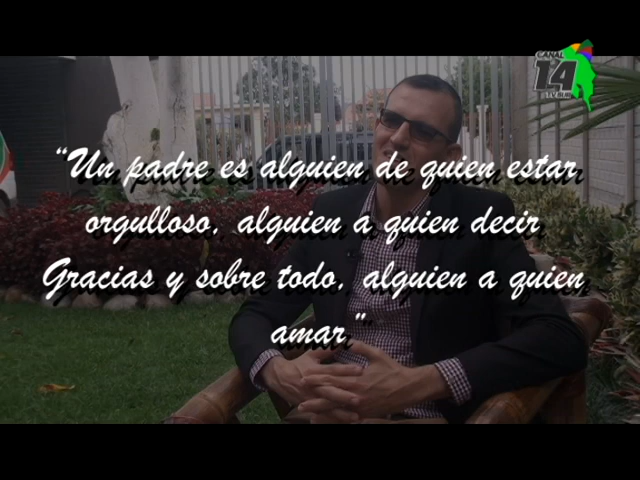 CANAL
14
"Un padre es alguien de quien estar
orgulloso, alguien a quien decir
Gracias y sobre todo, alguien a quien
amar"